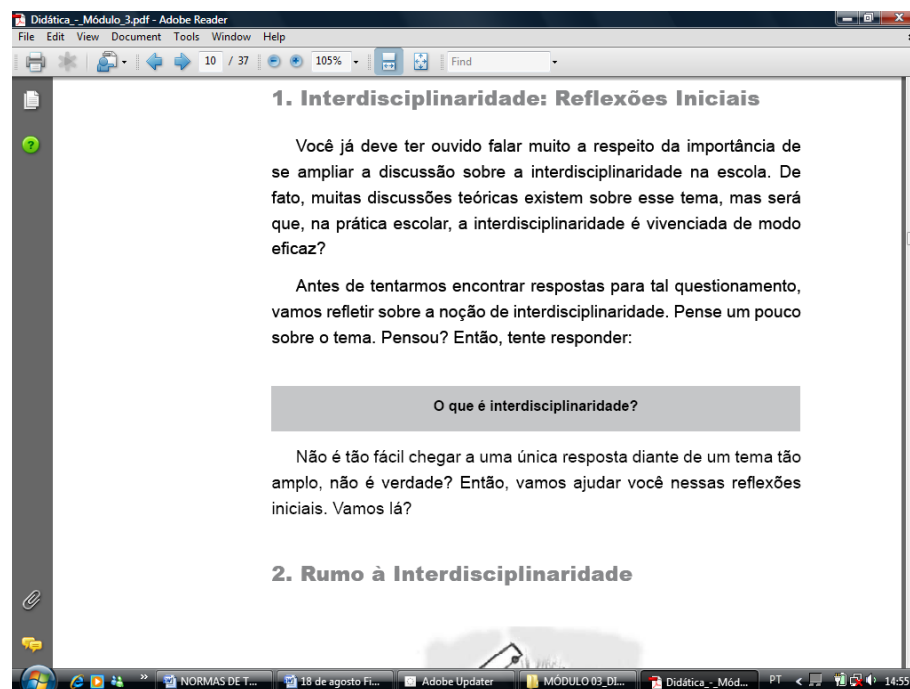 Didática_-_Módulo_3.pdf - Adobe Reader
File Edit View Document Tools Window Help
10 / 37 105% Find
1. Interdisciplinaridade: Reflexões Iniciais
Você já deve ter ouvido falar muito a respeito da importância de
se ampliar a discussão sobre a interdisciplinaridade na escola. De
fato, muitas discussões teóricas existem sobre esse tema, mas será
que, na prática escolar, a interdisciplinaridade é vivenciada de modo
eficaz?
Antes de tentarmos encontrar respostas para tal questionamento,
vamos refletir sobre a noção de interdisciplinaridade. Pense um pouco
sobre o tema. Pensou? Então, tente responder:
O que é interdisciplinaridade?
Não é tão fácil chegar a uma única resposta diante de um tema tão
amplo, não é verdade? Então, vamos ajudar você nessas reflexões
iniciais. Vamos lá?
2. Rumo à Interdisciplinaridade
NORMAS DE T... 18 de agosto Fi... Adobe Updater MÓDULO 03_DI... Didática_-_Mód... PT 14:55